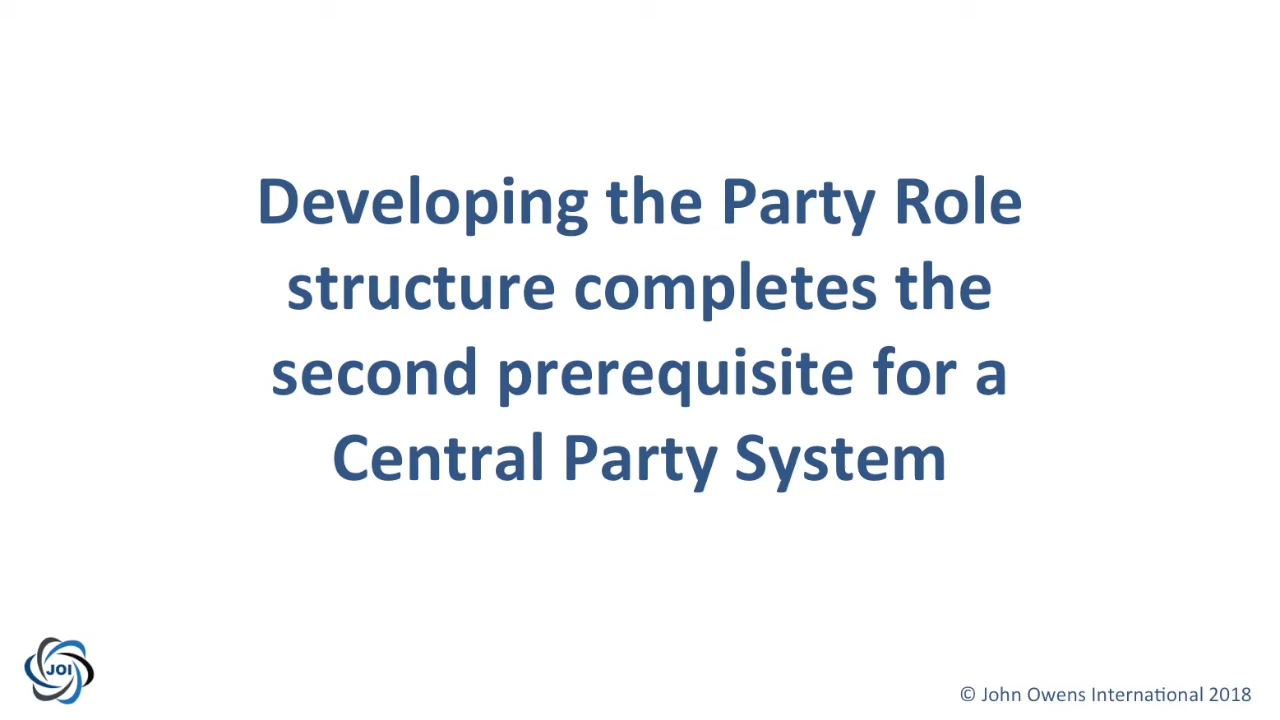 Developing the Party Role
structure completes the
second prerequisite for a
Central Party System
JOI
© John Owens International 2018